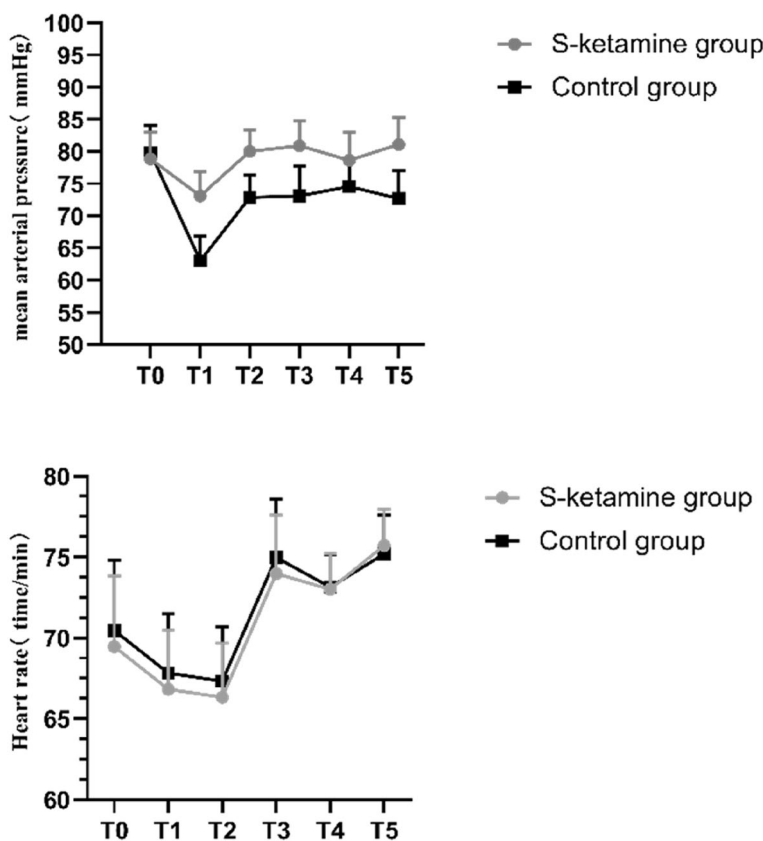 mean arterial pressure( mmHg)
100
95
90
85
80
75
70
65
60
55
50
T0 T1 T2 T3 T4 T5
S-ketamine group
Control group
Heart rate( time/min)
80
75
70
65
60
T0 T1 T2 T3 T4 T5
S-ketamine group
Control group